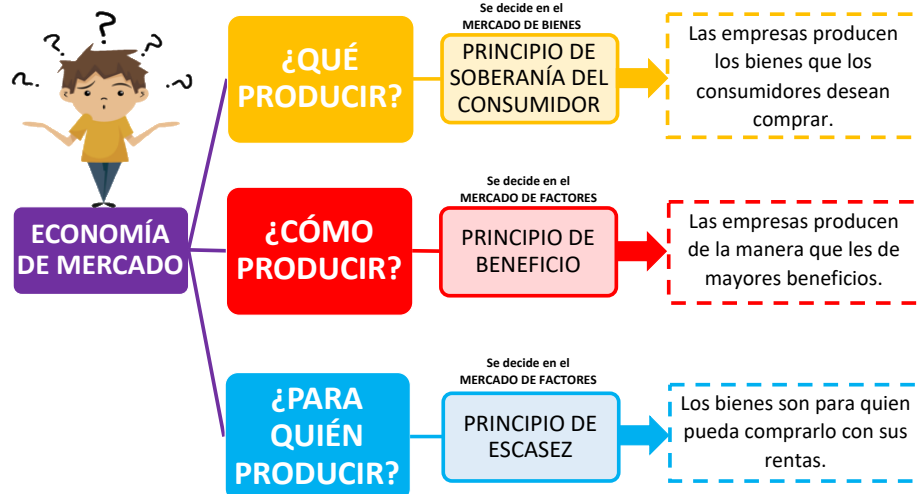 ?
?
?
?
?
ECONOMÍA
DE MERCADO
¿QUÉ
PRODUCIR?
Se decide en el
MERCADO DE BIENES
PRINCIPIO DE
SOBERANÍA DEL
CONSUMIDOR
Las empresas producen
los bienes que los
consumidores desean
comprar.
¿CÓMO
PRODUCIR?
Se decide en el
MERCADO DE FACTORES
PRINCIPIO DE
BENEFICIO
Las empresas producen
de la manera que les de
mayores beneficios.
¿PARA
QUIÉN
PRODUCIR?
Se decide en el
MERCADO DE FACTORES
PRINCIPIO DE
ESCASEZ
Los bienes son para quien
pueda comprarlo con sus
rentas.